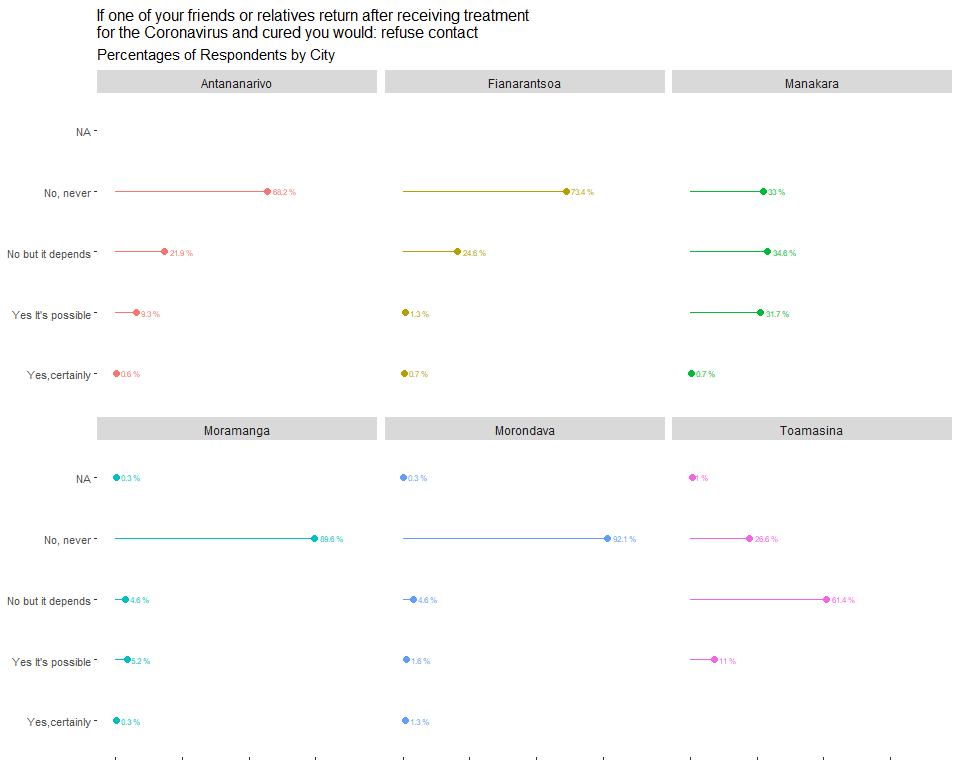 If one of your friends or relatives return after receiving treatment
for the Coronavirus and cured you would: refuse contact
Percentages of Respondents by City
Antananarivo
Fianarantsoa
Manakara
NA
No, never
68.2 %
73.4 %
33 %
No but it depends
21.9 %
24.6 %
34.6 %
Yes It's possible
9.3 %
1.3 %
31.7 %
Yes,certainly
0.6 %
0.7 %
0.7 %
Moramanga
Morondava
Toamasina
NA
0.3 %
0.3 %
1 %
No, never
89.6 %
92.1 %
26.6 %
No but it depends
4.6 %
4.6 %
61.4 %
Yes It's possible
5.2 %
1.6 %
11 %
Yes,certainly
0.3 %
1.3 %